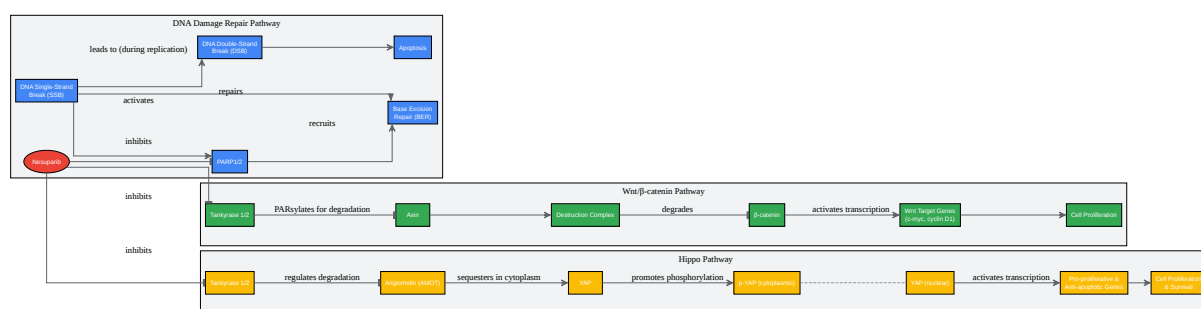 DNA Damage Repair Pathway
DNA Double-Strand
Break (DSB)
Apoptosis
leads to (during replication)
DNA Single-Strand
Break (SSB)
repairs
activates
Base Excision
Repair (BER)
recruits
inhibits
Nesuparib
PARP1/2
inhibits
Wnt/β-catenin Pathway
Tankyrase 1/2
PARsylates for degradation
Axin
Destruction Complex
degrades
β-catenin
activates transcription
Wnt Target Genes
(c-myc, cyclin D1)
Cell Proliferation
inhibits
Hippo Pathway
Tankyrase 1/2
regulates degradation
Angiomotin (AMOT)
sequesters in cytoplasm
YAP
promotes phosphorylation
p-YAP (cytoplasmic)
YAP (nuclear)
activates transcription
Pro-proliferative &
Anti-apoptotic Genes
Cell Proliferation
& Survival